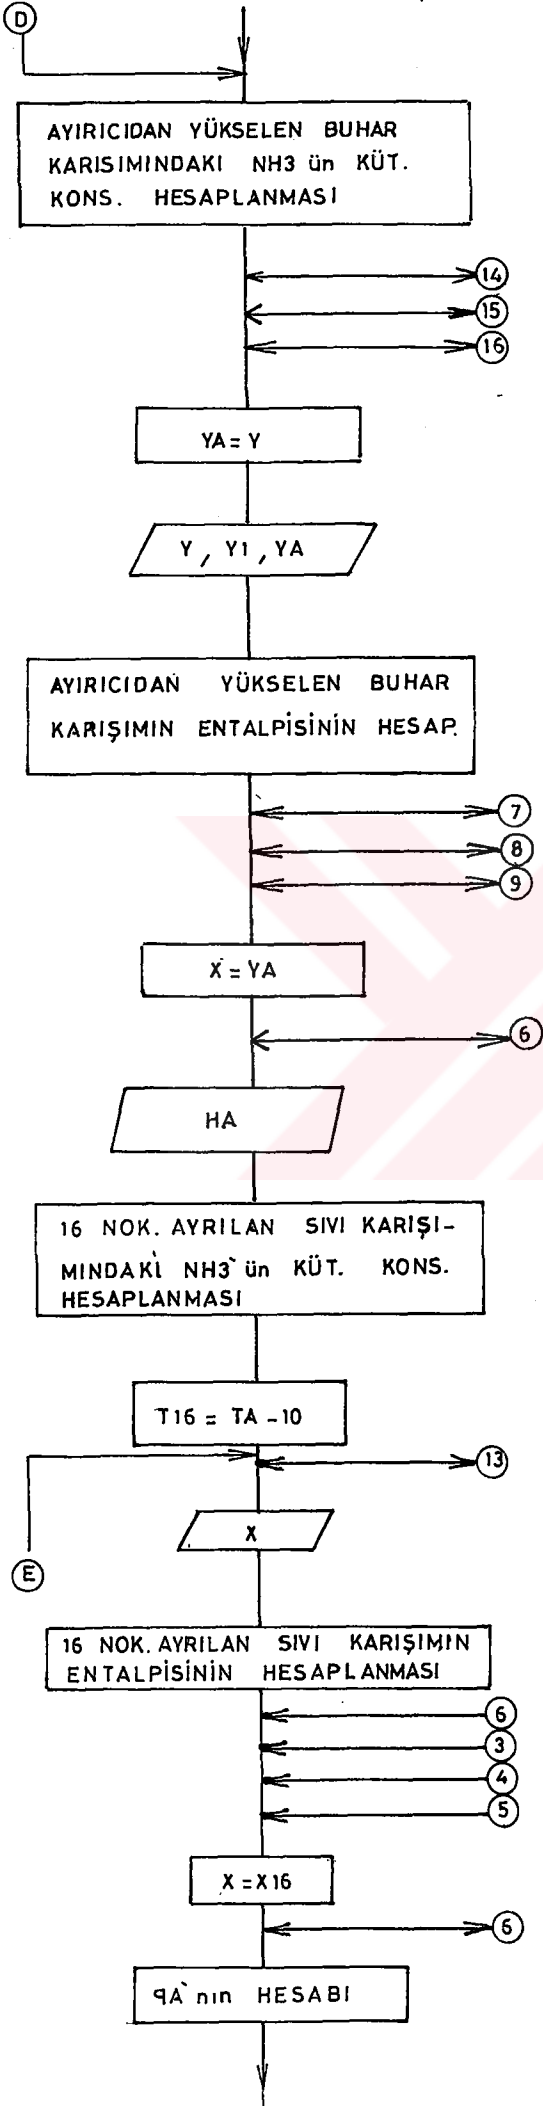 D
AYIRICIDAN YÜKSELEN BUHAR
KARISIMINDAKI NH3 ün KÜT.
KONS. HESAPLANMASI
14
15
16
YA = Y
Y , Y1 , YA
AYIRICIDAN YÜKSELEN BUHAR
KARIŞIMIN ENTALPİSİNİN HESAP.
7
8
9
X = YA
6
HA
16 NOK. AYRILAN SIVI KARIŞI-
MINDAKİ NH3` ün KÜT. KONS.
HESAPLANMASI
T16 = TA -10
13
X
E
16 NOK. AYRILAN SIVI KARIŞIMIN
ENTALPİSİNİN HESAPLANMASI
6
3
4
5
X = X16
6
qA` nın HESABI